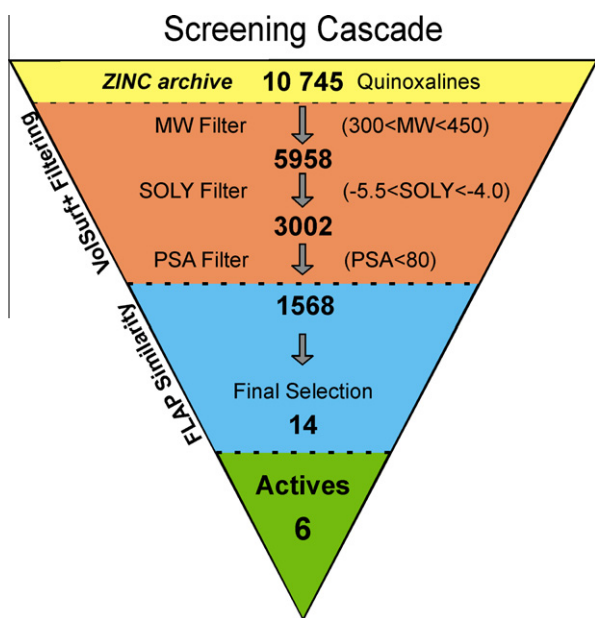 Screening Cascade
ZINC archive 10 745 Quinoxalines
MW Filter (300<MW<450)
5958
SOLY Filter (-5.5<SOLY<-4.0)
3002
PSA Filter (PSA<80)
VolSurf+ Filtering
1568
Final Selection
14
FLAP Similarity
Actives
6